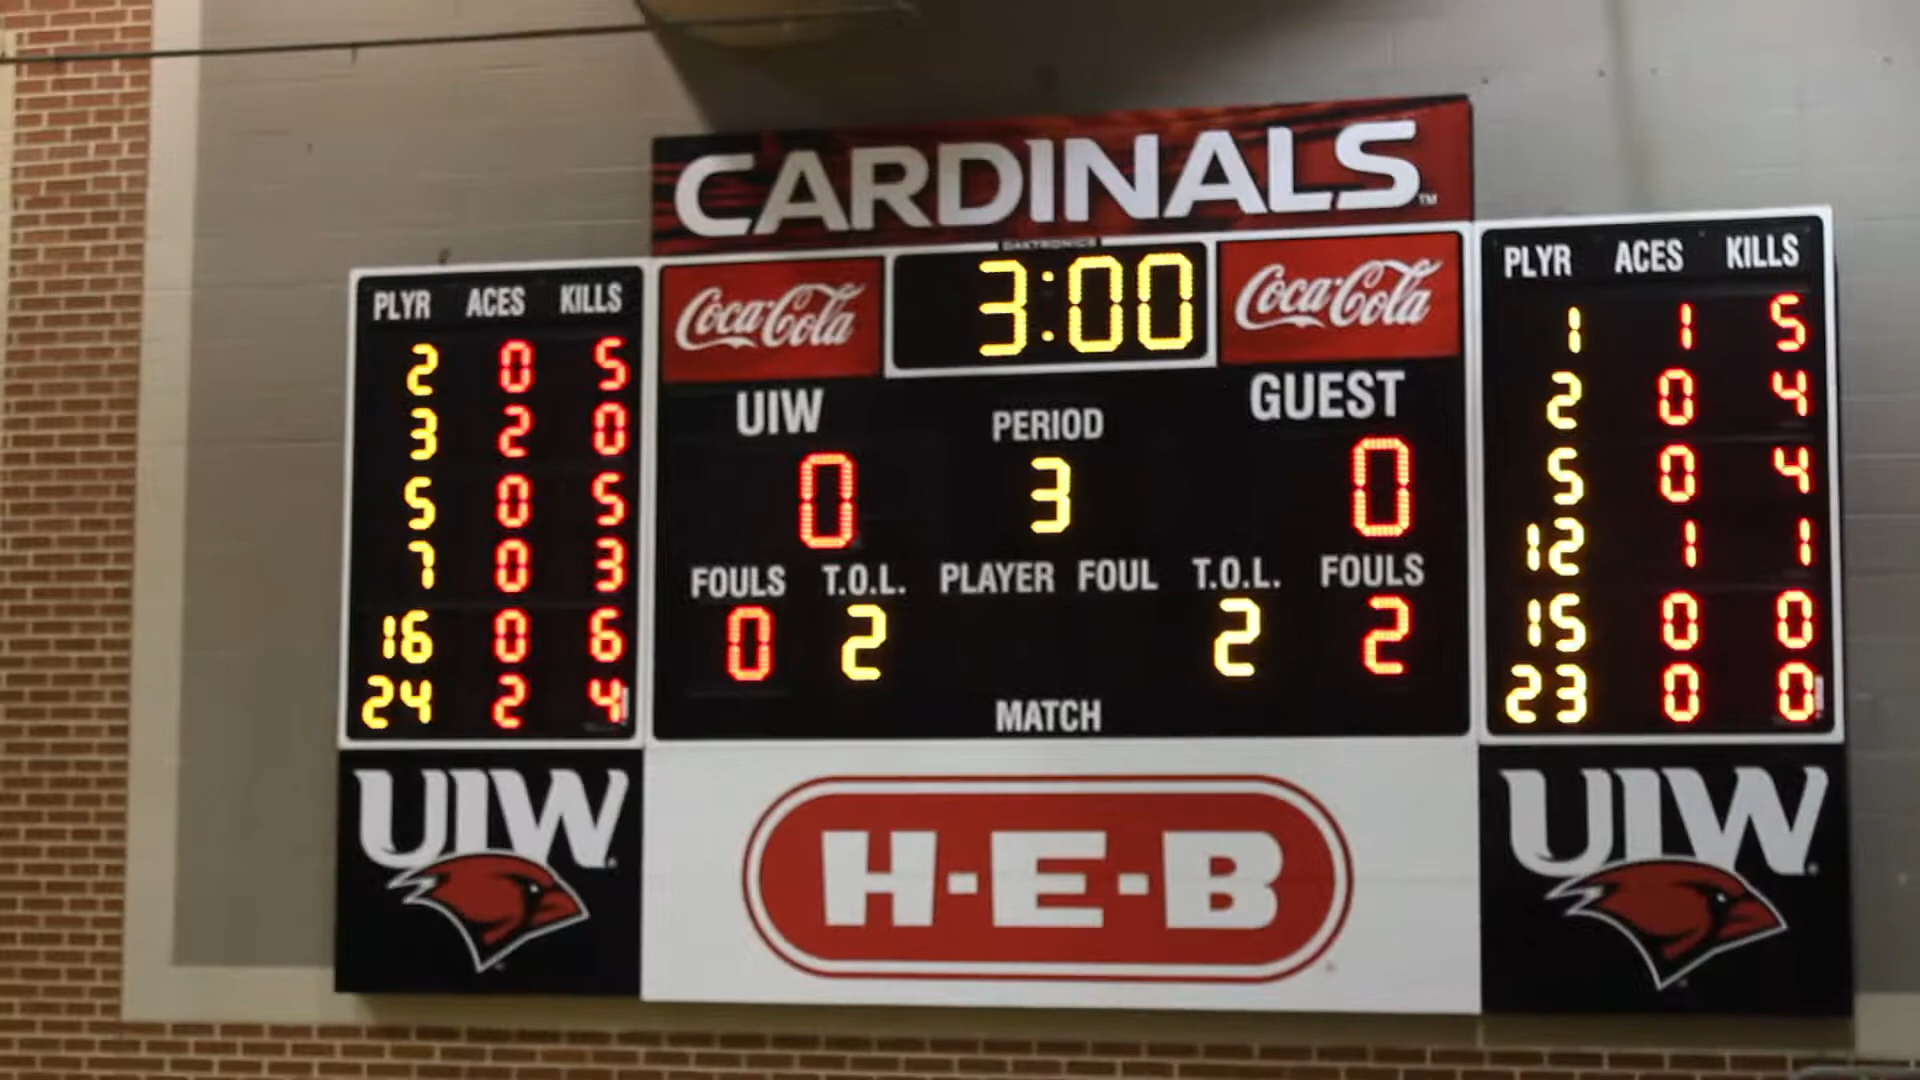 CARDINALS™
DAKTRONICS
Coca-Cola 3:00 Coca-Cola
PLYR ACES KILLS
2 0 5
3 2 0
5 0 5
7 0 3
16 0 6
24 2 4
UIW PERIOD GUEST
0 3 0
FOULS T.O.L. PLAYER FOUL T.O.L. FOULS
0 2 2 2
MATCH
PLYR ACES KILLS
1 1 5
2 0 4
5 0 4
12 1 1
15 0 0
23 0 0
UIW
H-E-B
UIW